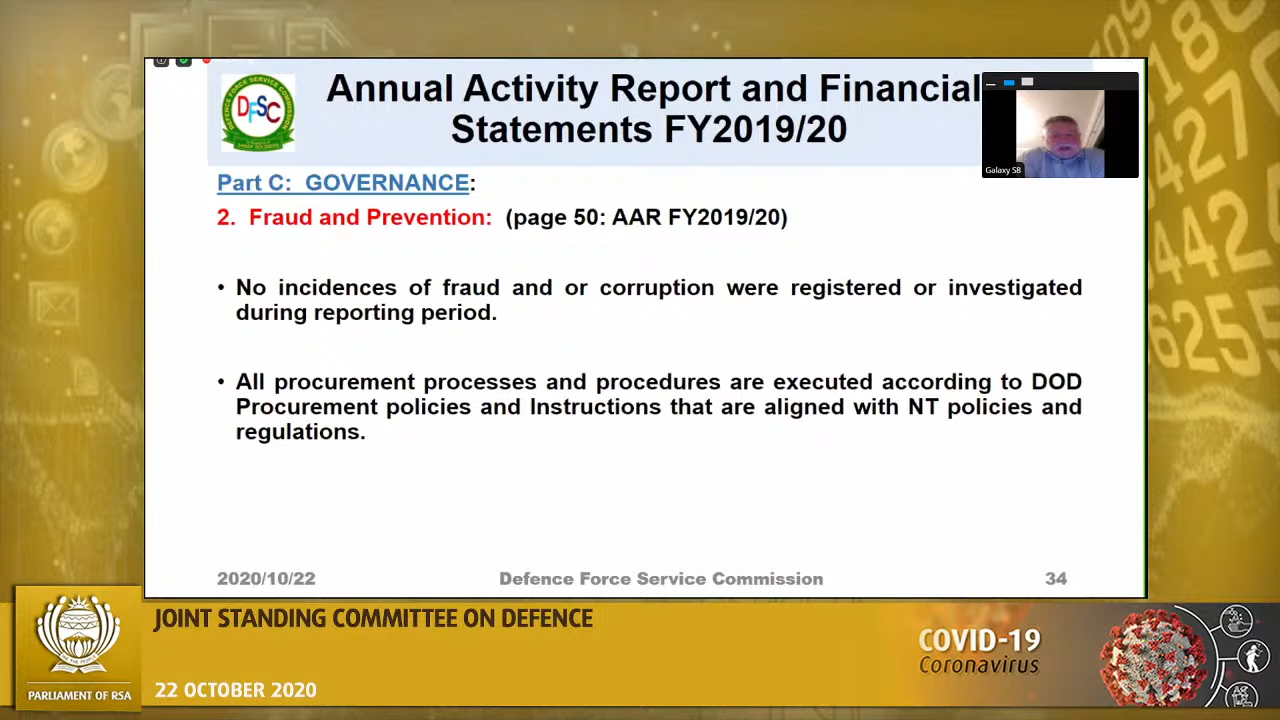 Annual Activity Report and Financial
Statements FY2019/20
DFSC
Galaxy S8
Part C: GOVERNANCE:
2. Fraud and Prevention: (page 50: AAR FY2019/20)
• No incidences of fraud and or corruption were registered or investigated
during reporting period.
• All procurement processes and procedures are executed according to DOD
Procurement policies and Instructions that are aligned with NT policies and
regulations.
2020/10/22 Defence Force Service Commission 34
JOINT STANDING COMMITTEE ON DEFENCE
COVID-19
Coronavirus
PARLIAMENT OF RSA
22 OCTOBER 2020